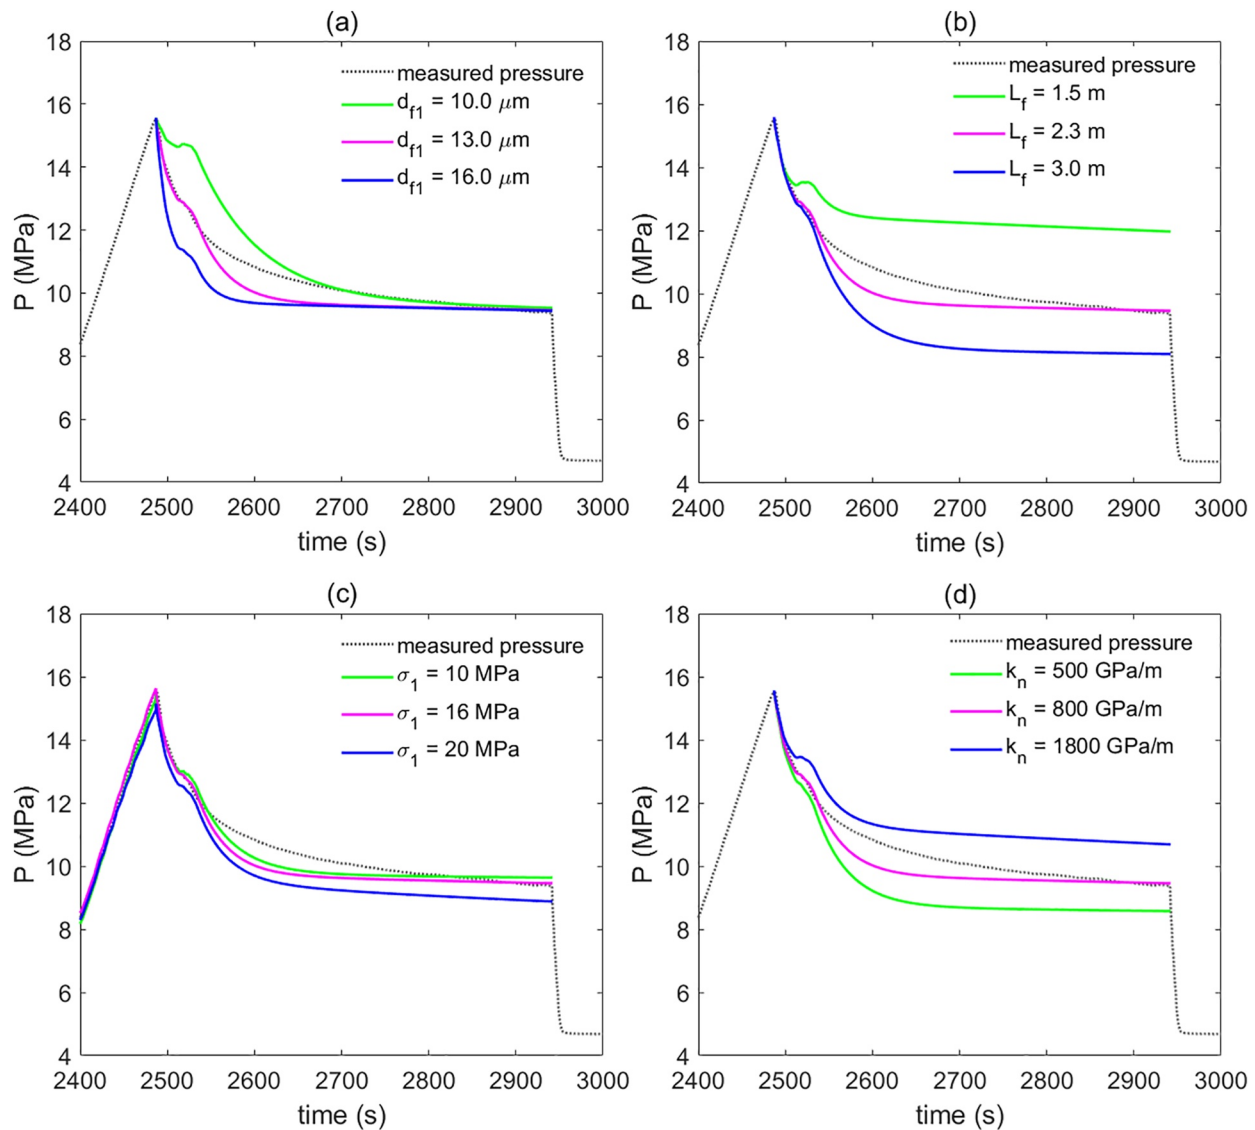 (a)
18
16
14
12
10
8
6
4
P (MPa)
measured pressure
d_f1 = 10.0 μm
d_f1 = 13.0 μm
d_f1 = 16.0 μm
2400 2500 2600 2700 2800 2900 3000
time (s)
(b)
18
16
14
12
10
8
6
4
P (MPa)
measured pressure
L_f = 1.5 m
L_f = 2.3 m
L_f = 3.0 m
2400 2500 2600 2700 2800 2900 3000
time (s)
(c)
18
16
14
12
10
8
6
4
P (MPa)
measured pressure
σ_1 = 10 MPa
σ_1 = 16 MPa
σ_1 = 20 MPa
2400 2500 2600 2700 2800 2900 3000
time (s)
(d)
18
16
14
12
10
8
6
4
P (MPa)
measured pressure
k_n = 500 GPa/m
k_n = 800 GPa/m
k_n = 1800 GPa/m
2400 2500 2600 2700 2800 2900 3000
time (s)